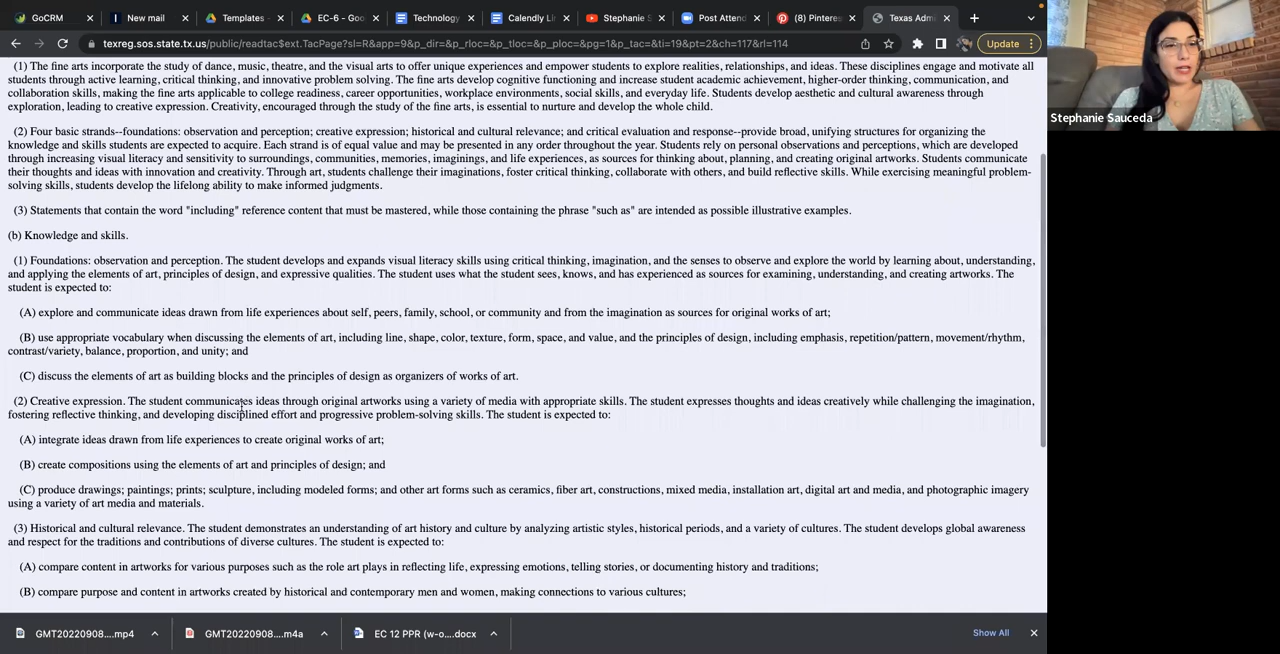 GoCRM
New mail
Templates -
EC-6 - Goo
Technology
Calendly Li
Stephanie S
Post Attend
(8) Pinteres
Texas Admi
texreg.sos.state.tx.us/public/readtac$ext.TacPage?sl=R&app=9&p_dir=&p_rloc=&p_tloc=&p_ploc=&pg=1&p_tac=&ti=19&pt=2&ch=117&rl=114
Update
(1) The fine arts incorporate the study of dance, music, theatre, and the visual arts to offer unique experiences and empower students to explore realities, relationships, and ideas. These disciplines engage and motivate all
students through active learning, critical thinking, and innovative problem solving. The fine arts develop cognitive functioning and increase student academic achievement, higher-order thinking, communication, and
collaboration skills, making the fine arts applicable to college readiness, career opportunities, workplace environments, social skills, and everyday life. Students develop aesthetic and cultural awareness through
exploration, leading to creative expression. Creativity, encouraged through the study of the fine arts, is essential to nurture and develop the whole child.
(2) Four basic strands--foundations: observation and perception; creative expression; historical and cultural relevance; and critical evaluation and response--provide broad, unifying structures for organizing the
knowledge and skills students are expected to acquire. Each strand is of equal value and may be presented in any order throughout the year. Students rely on personal observations and perceptions, which are developed
through increasing visual literacy and sensitivity to surroundings, communities, memories, imaginings, and life experiences, as sources for thinking about, planning, and creating original artworks. Students communicate
their thoughts and ideas with innovation and creativity. Through art, students challenge their imaginations, foster critical thinking, collaborate with others, and build reflective skills. While exercising meaningful problem-
solving skills, students develop the lifelong ability to make informed judgments.
(3) Statements that contain the word "including" reference content that must be mastered, while those containing the phrase "such as" are intended as possible illustrative examples.
(b) Knowledge and skills.
(1) Foundations: observation and perception. The student develops and expands visual literacy skills using critical thinking, imagination, and the senses to observe and explore the world by learning about, understanding,
and applying the elements of art, principles of design, and expressive qualities. The student uses what the student sees, knows, and has experienced as sources for examining, understanding, and creating artworks. The
student is expected to:
(A) explore and communicate ideas drawn from life experiences about self, peers, family, school, or community and from the imagination as sources for original works of art;
(B) use appropriate vocabulary when discussing the elements of art, including line, shape, color, texture, form, space, and value, and the principles of design, including emphasis, repetition/pattern, movement/rhythm,
contrast/variety, balance, proportion, and unity; and
(C) discuss the elements of art as building blocks and the principles of design as organizers of works of art.
(2) Creative expression. The student communicates ideas through original artworks using a variety of media with appropriate skills. The student expresses thoughts and ideas creatively while challenging the imagination,
fostering reflective thinking, and developing disciplined effort and progressive problem-solving skills. The student is expected to:
(A) integrate ideas drawn from life experiences to create original works of art;
(B) create compositions using the elements of art and principles of design; and
(C) produce drawings; paintings; prints; sculpture, including modeled forms; and other art forms such as ceramics, fiber art, constructions, mixed media, installation art, digital art and media, and photographic imagery
using a variety of art media and materials.
(3) Historical and cultural relevance. The student demonstrates an understanding of art history and culture by analyzing artistic styles, historical periods, and a variety of cultures. The student develops global awareness
and respect for the traditions and contributions of diverse cultures. The student is expected to:
(A) compare content in artworks for various purposes such as the role art plays in reflecting life, expressing emotions, telling stories, or documenting history and traditions;
(B) compare purpose and content in artworks created by historical and contemporary men and women, making connections to various cultures;
GMT20220908....mp4
GMT20220908....m4a
EC 12 PPR (w-o....docx
Show All
Stephanie Sauceda